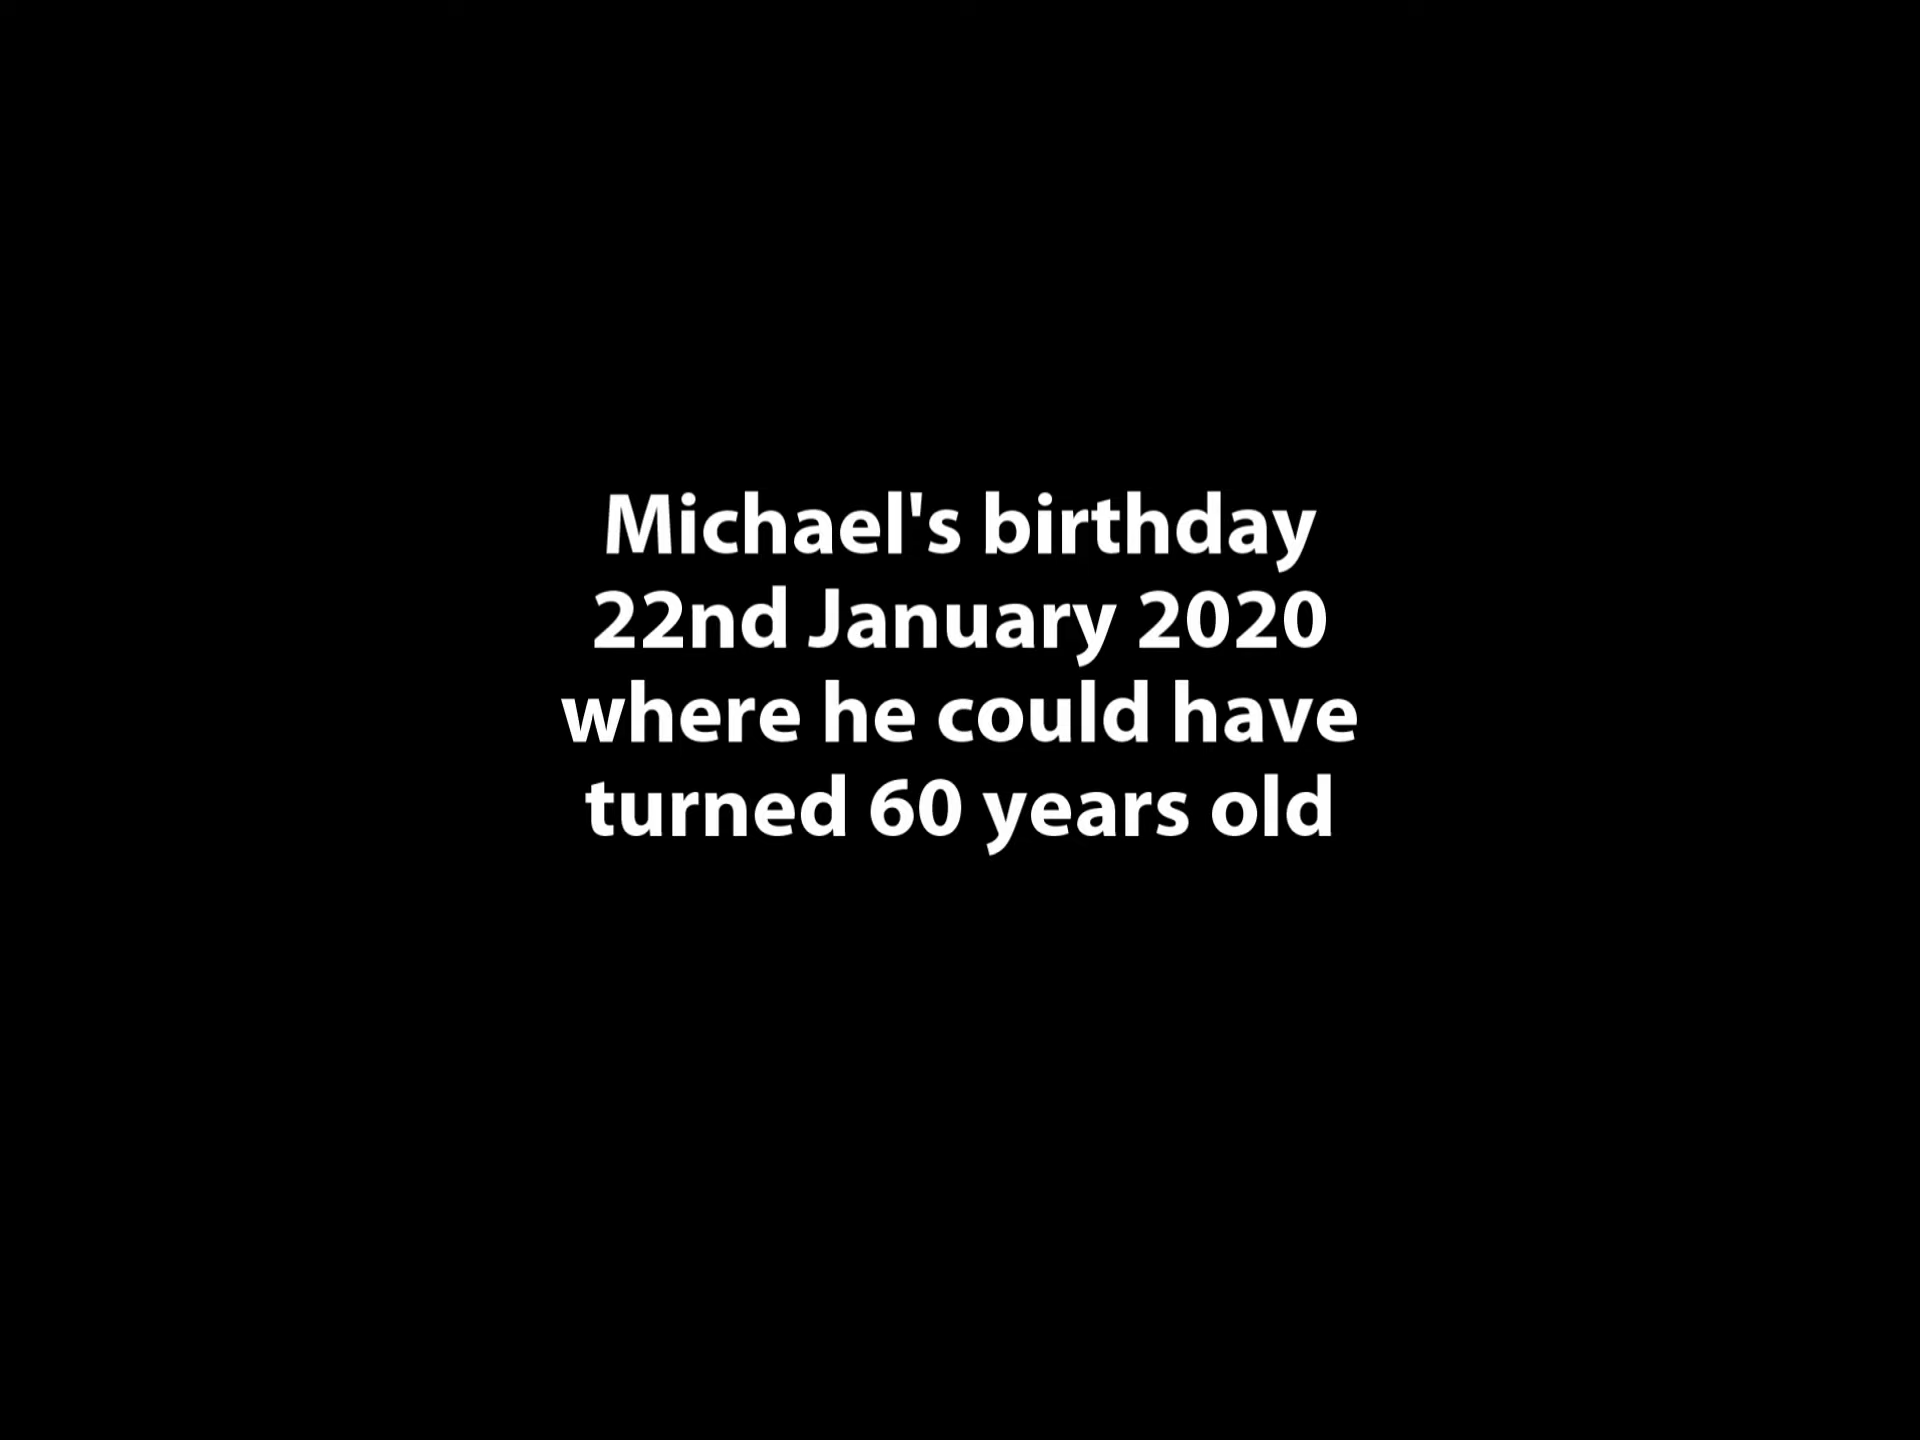 Michael's birthday
22nd January 2020
where he could have
turned 60 years old